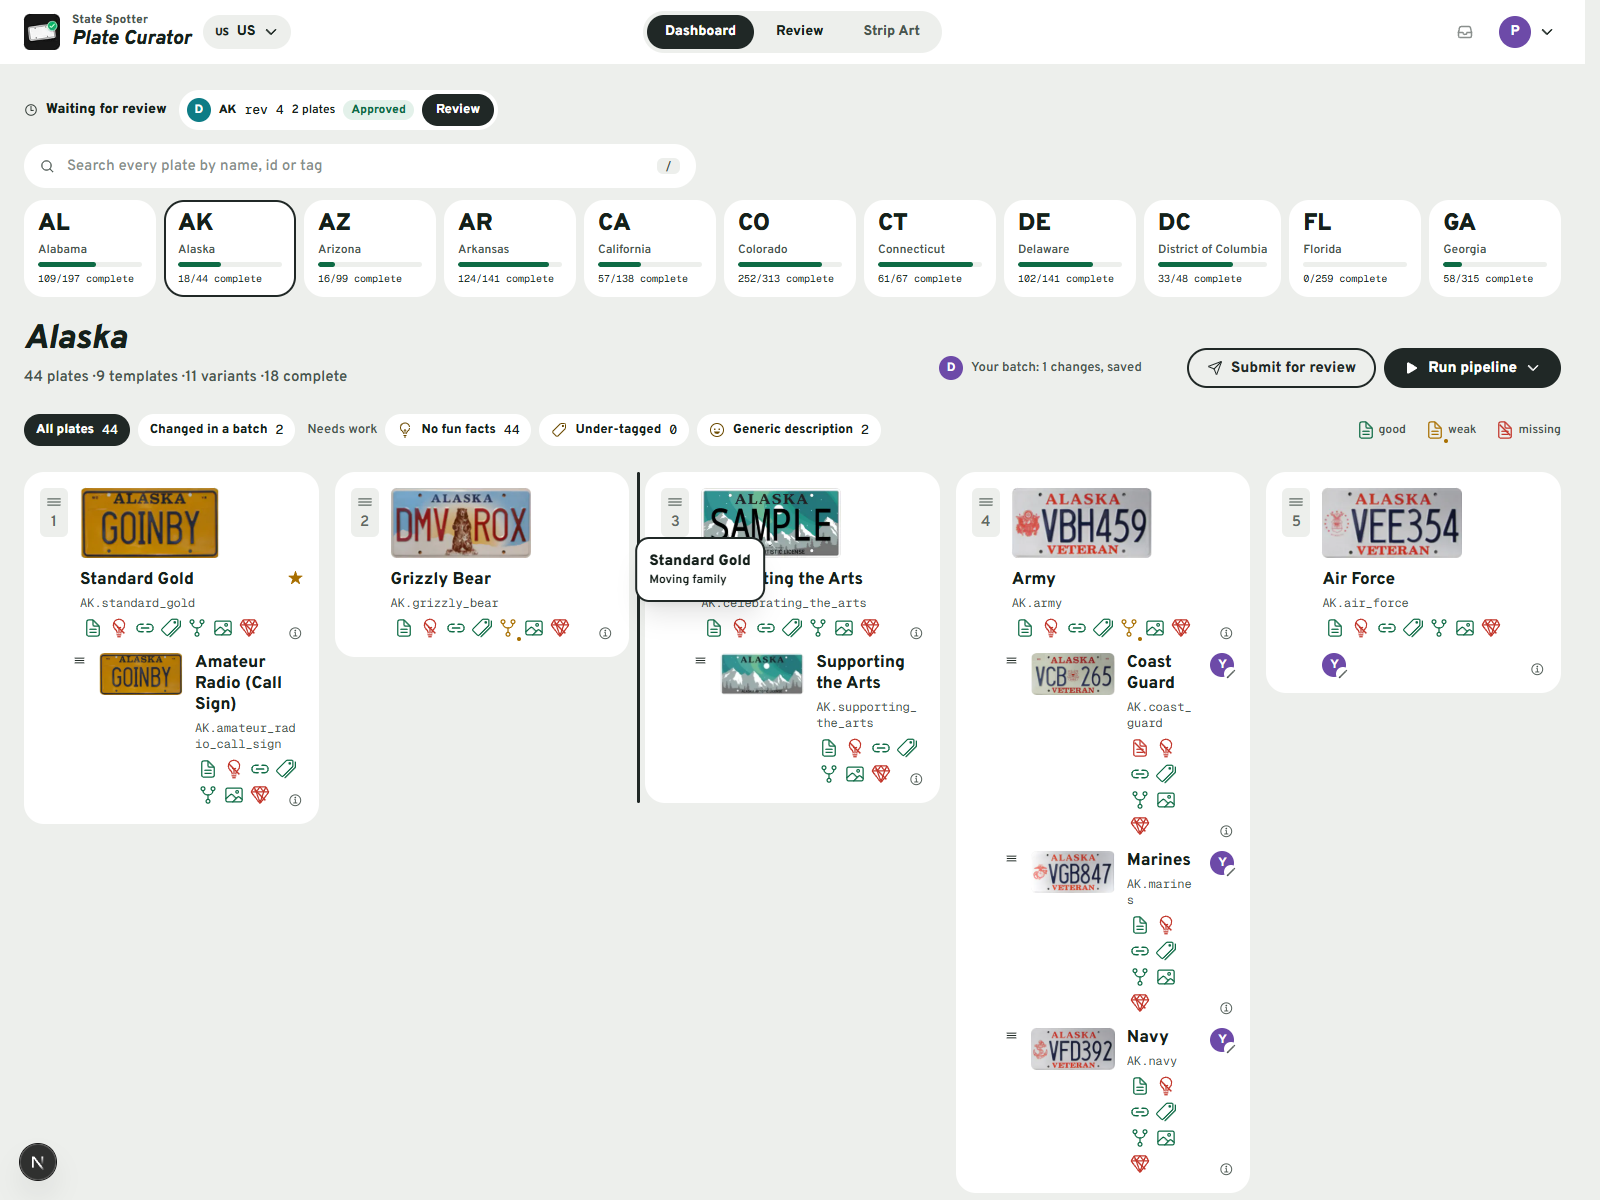 State Spotter
Plate Curator
US US
Dashboard
Review
Strip Art
P
Waiting for review
D AK rev 4 2 plates Approved Review
Search every plate by name, id or tag
/
AL
Alabama
109/197 complete
AK
Alaska
18/44 complete
AZ
Arizona
16/99 complete
AR
Arkansas
124/141 complete
CA
California
57/138 complete
CO
Colorado
252/313 complete
CT
Connecticut
61/67 complete
DE
Delaware
102/141 complete
DC
District of Columbia
33/48 complete
FL
Florida
0/259 complete
GA
Georgia
58/315 complete
Alaska
44 plates ·9 templates ·11 variants ·18 complete
D Your batch: 1 changes, saved
Submit for review
Run pipeline
All plates 44
Changed in a batch 2
Needs work
No fun facts 44
Under-tagged 0
Generic description 2
good
weak
missing
1
ALASKA
GOINBY
Standard Gold
AK.standard_gold
ALASKA
GOINBY
Amateur
Radio (Call
Sign)
AK.amateur_rad
io_call_sign
2
ALASKA
DMV ROX
Grizzly Bear
AK.grizzly_bear
3
ALASKA
SAMPLE
Standard Gold
Moving family
ting the Arts
AK.celebrating_the_arts
ALASKA
Supporting
the Arts
AK.supporting_
the_arts
4
ALASKA
VBH459
VETERAN
Army
AK.army
ALASKA
VCB 265
VETERAN
Coast
Guard
AK.coast_
guard
Y
ALASKA
VGB847
VETERAN
Marines
AK.marine
s
Y
ALASKA
VFD392
VETERAN
Navy
AK.navy
Y
5
ALASKA
VEE354
VETERAN
Air Force
AK.air_force
Y
N